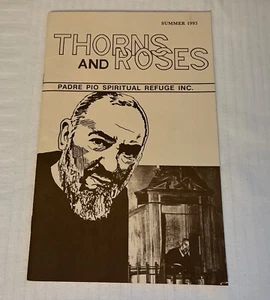 SUMMER 1993
THORNS
AND ROSES
PADRE PIO SPIRITUAL REFUGE INC.